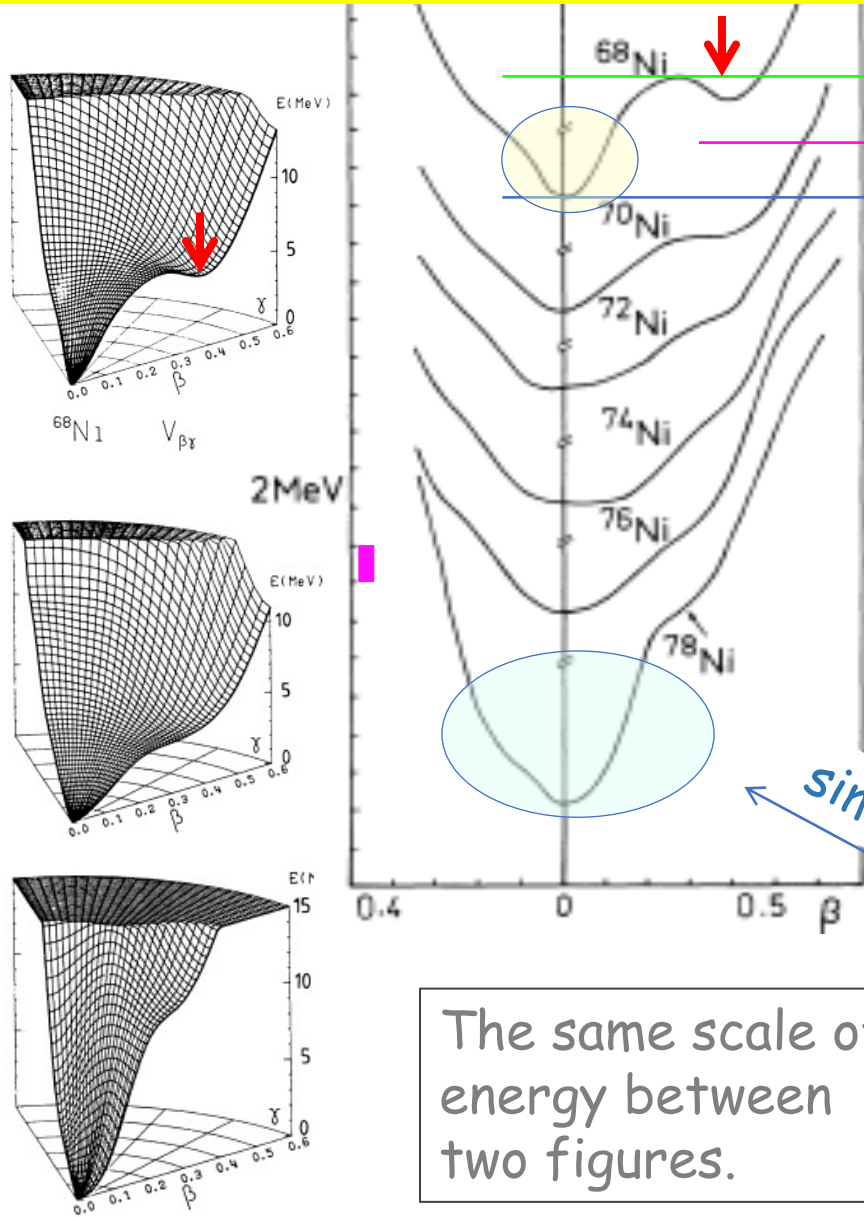 E(MeV)
10
5
γ
0
0.6
0.5
0.4
0.3
0.2
0.1
0.0
β
⁶⁸Ni
V_βγ
E(MeV)
10
5
γ
0
0.6
0.5
0.4
0.3
0.2
0.1
0.0
β
15
10
5
γ
0
0.6
0.5
0.4
0.3
0.2
0.1
0.0
β
⁶⁸Ni
⁷⁰Ni
⁷²Ni
⁷⁴Ni
2MeV
⁷⁶Ni
⁷⁸Ni
0.4
0
0.5
β
The same scale
energy between
two figures.